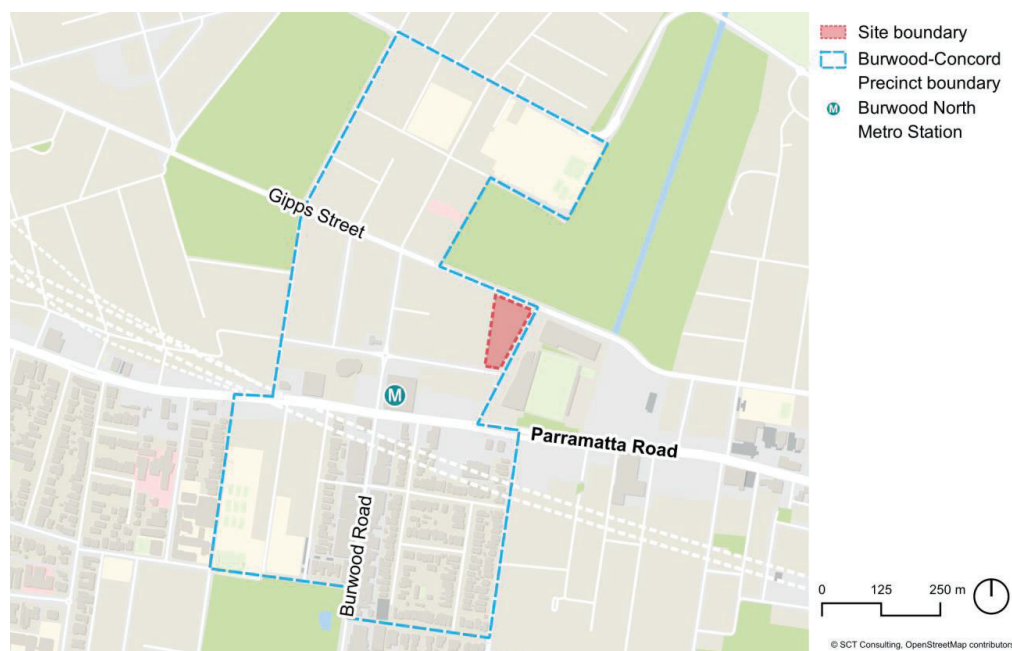 Site boundary
Burwood-Concord
Precinct boundary
M Burwood North
Metro Station
Gipps Street
M
Parramatta Road
Burwood Road
0 125 250 m
© SCT Consulting, OpenStreetMap contributors